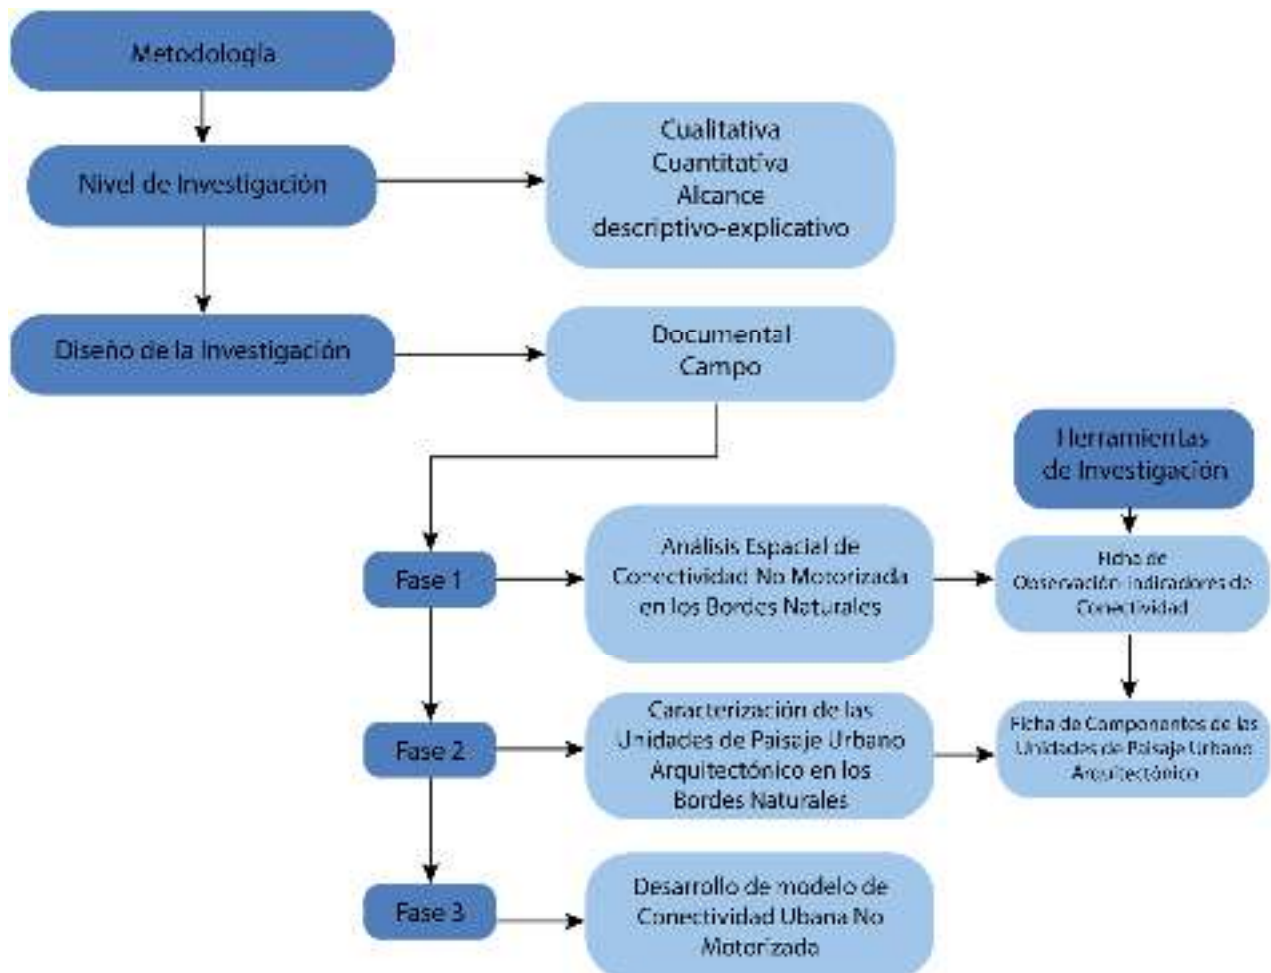 Metodología
Nivel de Investigación
Cualitativa
Cuantitativa
Alcance
descriptivo-explicativo
Diseño de la Investigación
Documental
Campo
Herramientas
de Investigación
Fase 1
Análisis Espacial de
Conectividad No Motorizada
en los Bordes Naturales
Ficha de
Observación-Indicadores de
Conectividad
Fase 2
Caracterización de las
Unidades de Paisaje Urbano
Arquitectónico en los
Bordes Naturales
Ficha de Componentes de las
Unidades de Paisaje Urbano
Arquitectónico
Fase 3
Desarrollo de modelo de
Conectividad Ubana No
Motorizada